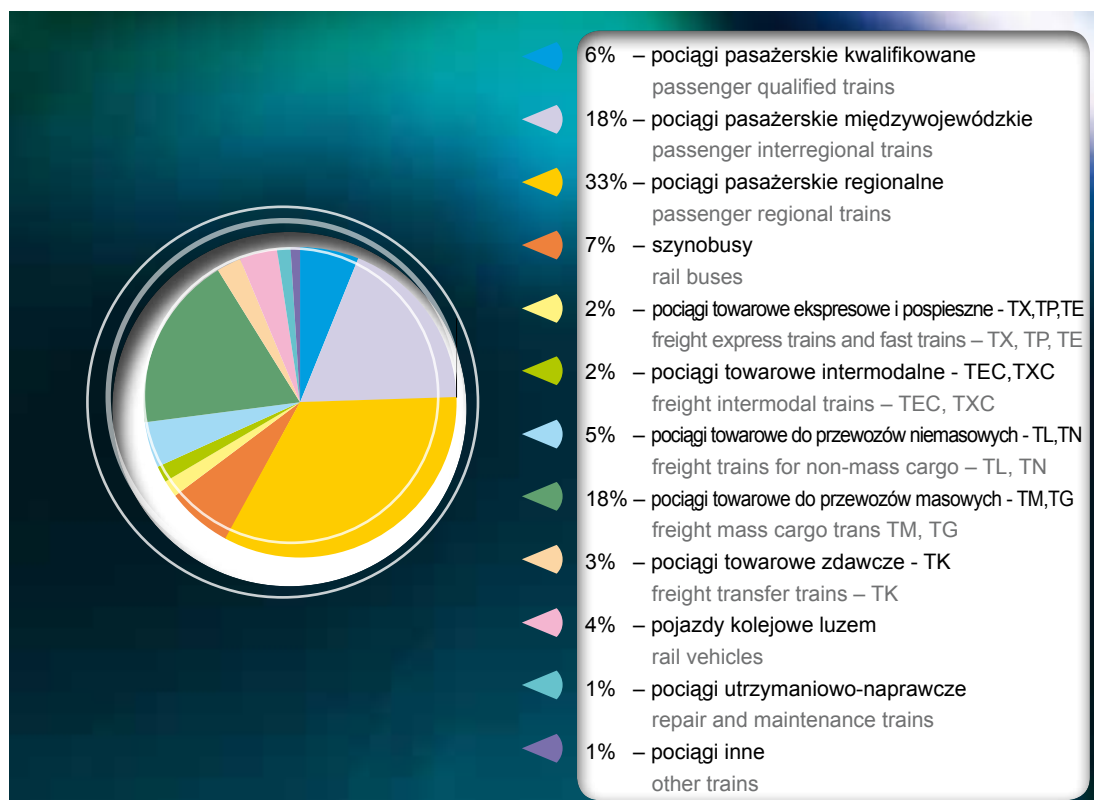 6% – pociągi pasażerskie kwalifikowane
passenger qualified trains
18% – pociągi pasażerskie międzywojewódzkie
passenger interregional trains
33% – pociągi pasażerskie regionalne
passenger regional trains
7% – szynobusy
rail buses
2% – pociągi towarowe ekspresowe i pospieszne - TX,TP,TE
freight express trains and fast trains – TX, TP, TE
2% – pociągi towarowe intermodalne - TEC,TXC
freight intermodal trains – TEC, TXC
5% – pociągi towarowe do przewozów niemasowych - TL,TN
freight trains for non-mass cargo – TL, TN
18% – pociągi towarowe do przewozów masowych - TM,TG
freight mass cargo trans TM, TG
3% – pociągi towarowe zdawcze - TK
freight transfer trains – TK
4% – pojazdy kolejowe luzem
rail vehicles
1% – pociągi utrzymaniowo-naprawcze
repair and maintenance trains
1% – pociągi inne
other trains